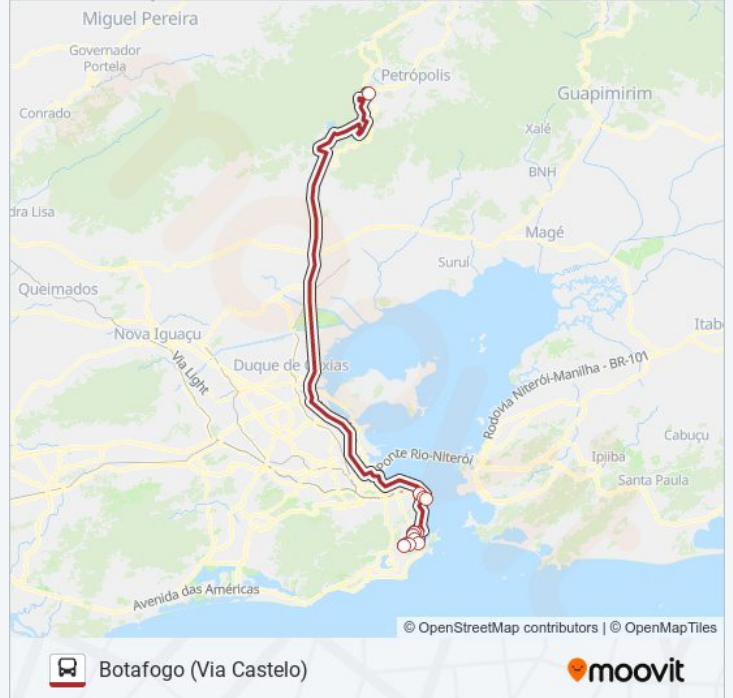 Miguel Pereira
Governador
Portela
Petrópolis
Guapimirim
Conrado
Xalé
BNH
dra Lisa
Magé
Suruí
Queimados
Itab
Nova Iguaçu
Via Light
Duque de Caxias
Rodovia Niterói-Manilha - BR-101
Cabuçu
Ponte Rio-Niterói
Ipiiba
Santa Paula
Avenida das Américas
© OpenStreetMap contributors | © OpenMapTiles
Botafogo (Via Castelo)
moovit